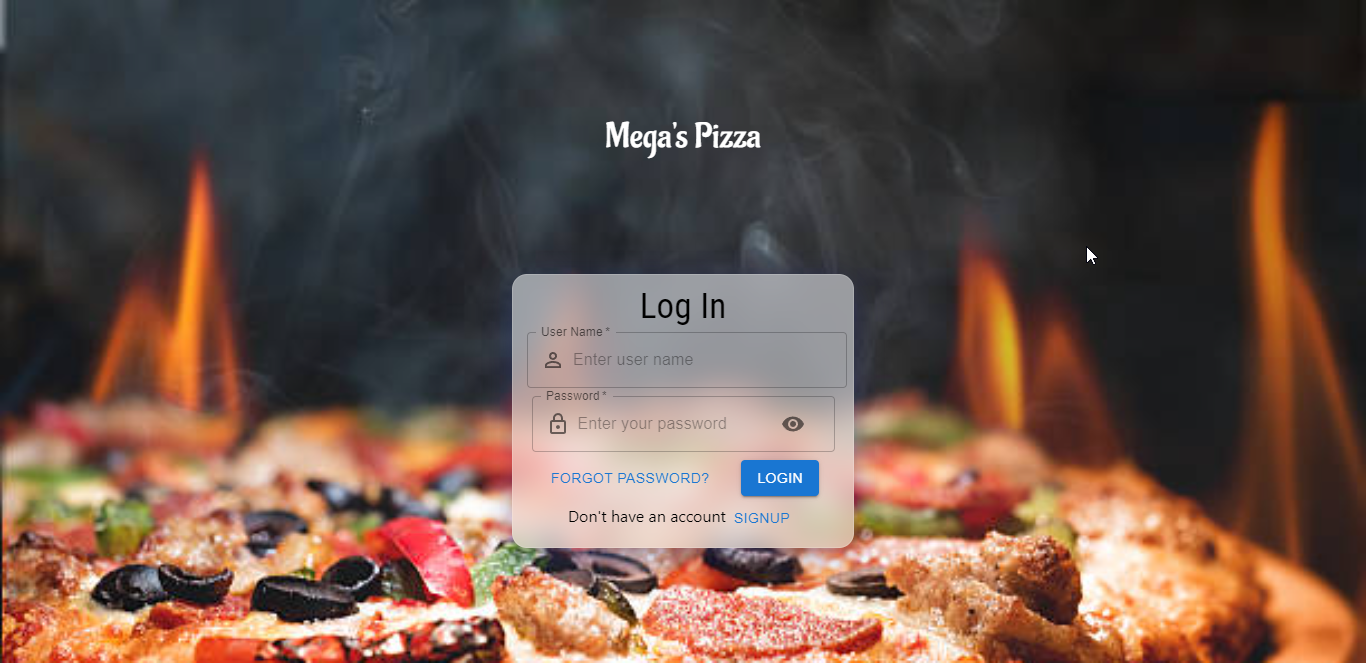 Mega's Pizza
Log In
User Name *
Enter user name
Password *
Enter your password
FORGOT PASSWORD? LOGIN
Don't have an account SIGNUP